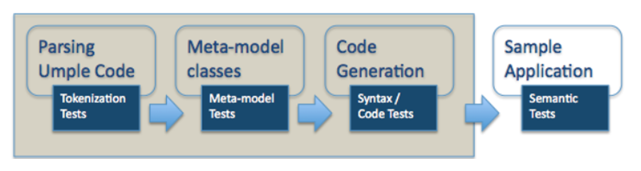 Parsing
Umple Code
Tokenization
Tests
Meta-model
classes
Meta-model
Tests
Code
Generation
Syntax /
Code Tests
Sample
Application
Semantic
Tests